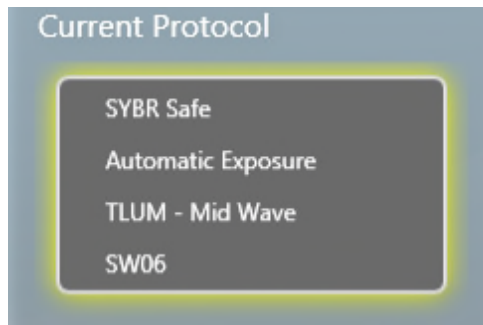 Current Protocol
SYBR Safe
Automatic Exposure
TLUM - Mid Wave
SW06